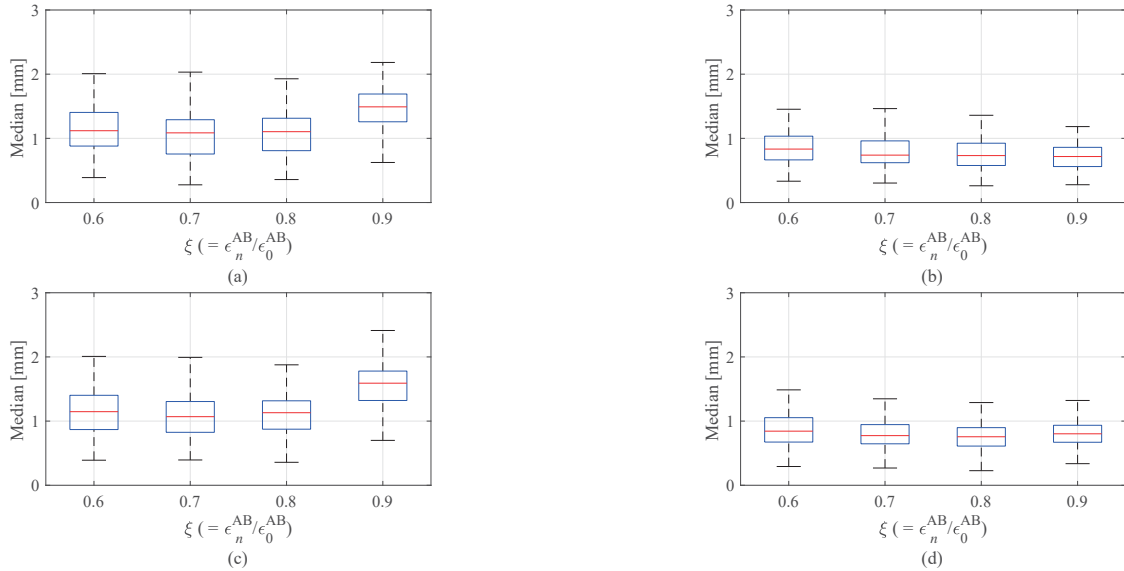 3
2
1
0
Median [mm]
0.6 0.7 0.8 0.9
ξ ( = ϵ_n^AB/ϵ_0^AB)
(a)
3
2
1
0
Median [mm]
0.6 0.7 0.8 0.9
ξ ( = ϵ_n^AB/ϵ_0^AB)
(b)
3
2
1
0
Median [mm]
0.6 0.7 0.8 0.9
ξ ( = ϵ_n^AB/ϵ_0^AB)
(c)
3
2
1
0
Median [mm]
0.6 0.7 0.8 0.9
ξ ( = ϵ_n^AB/ϵ_0^AB)
(d)